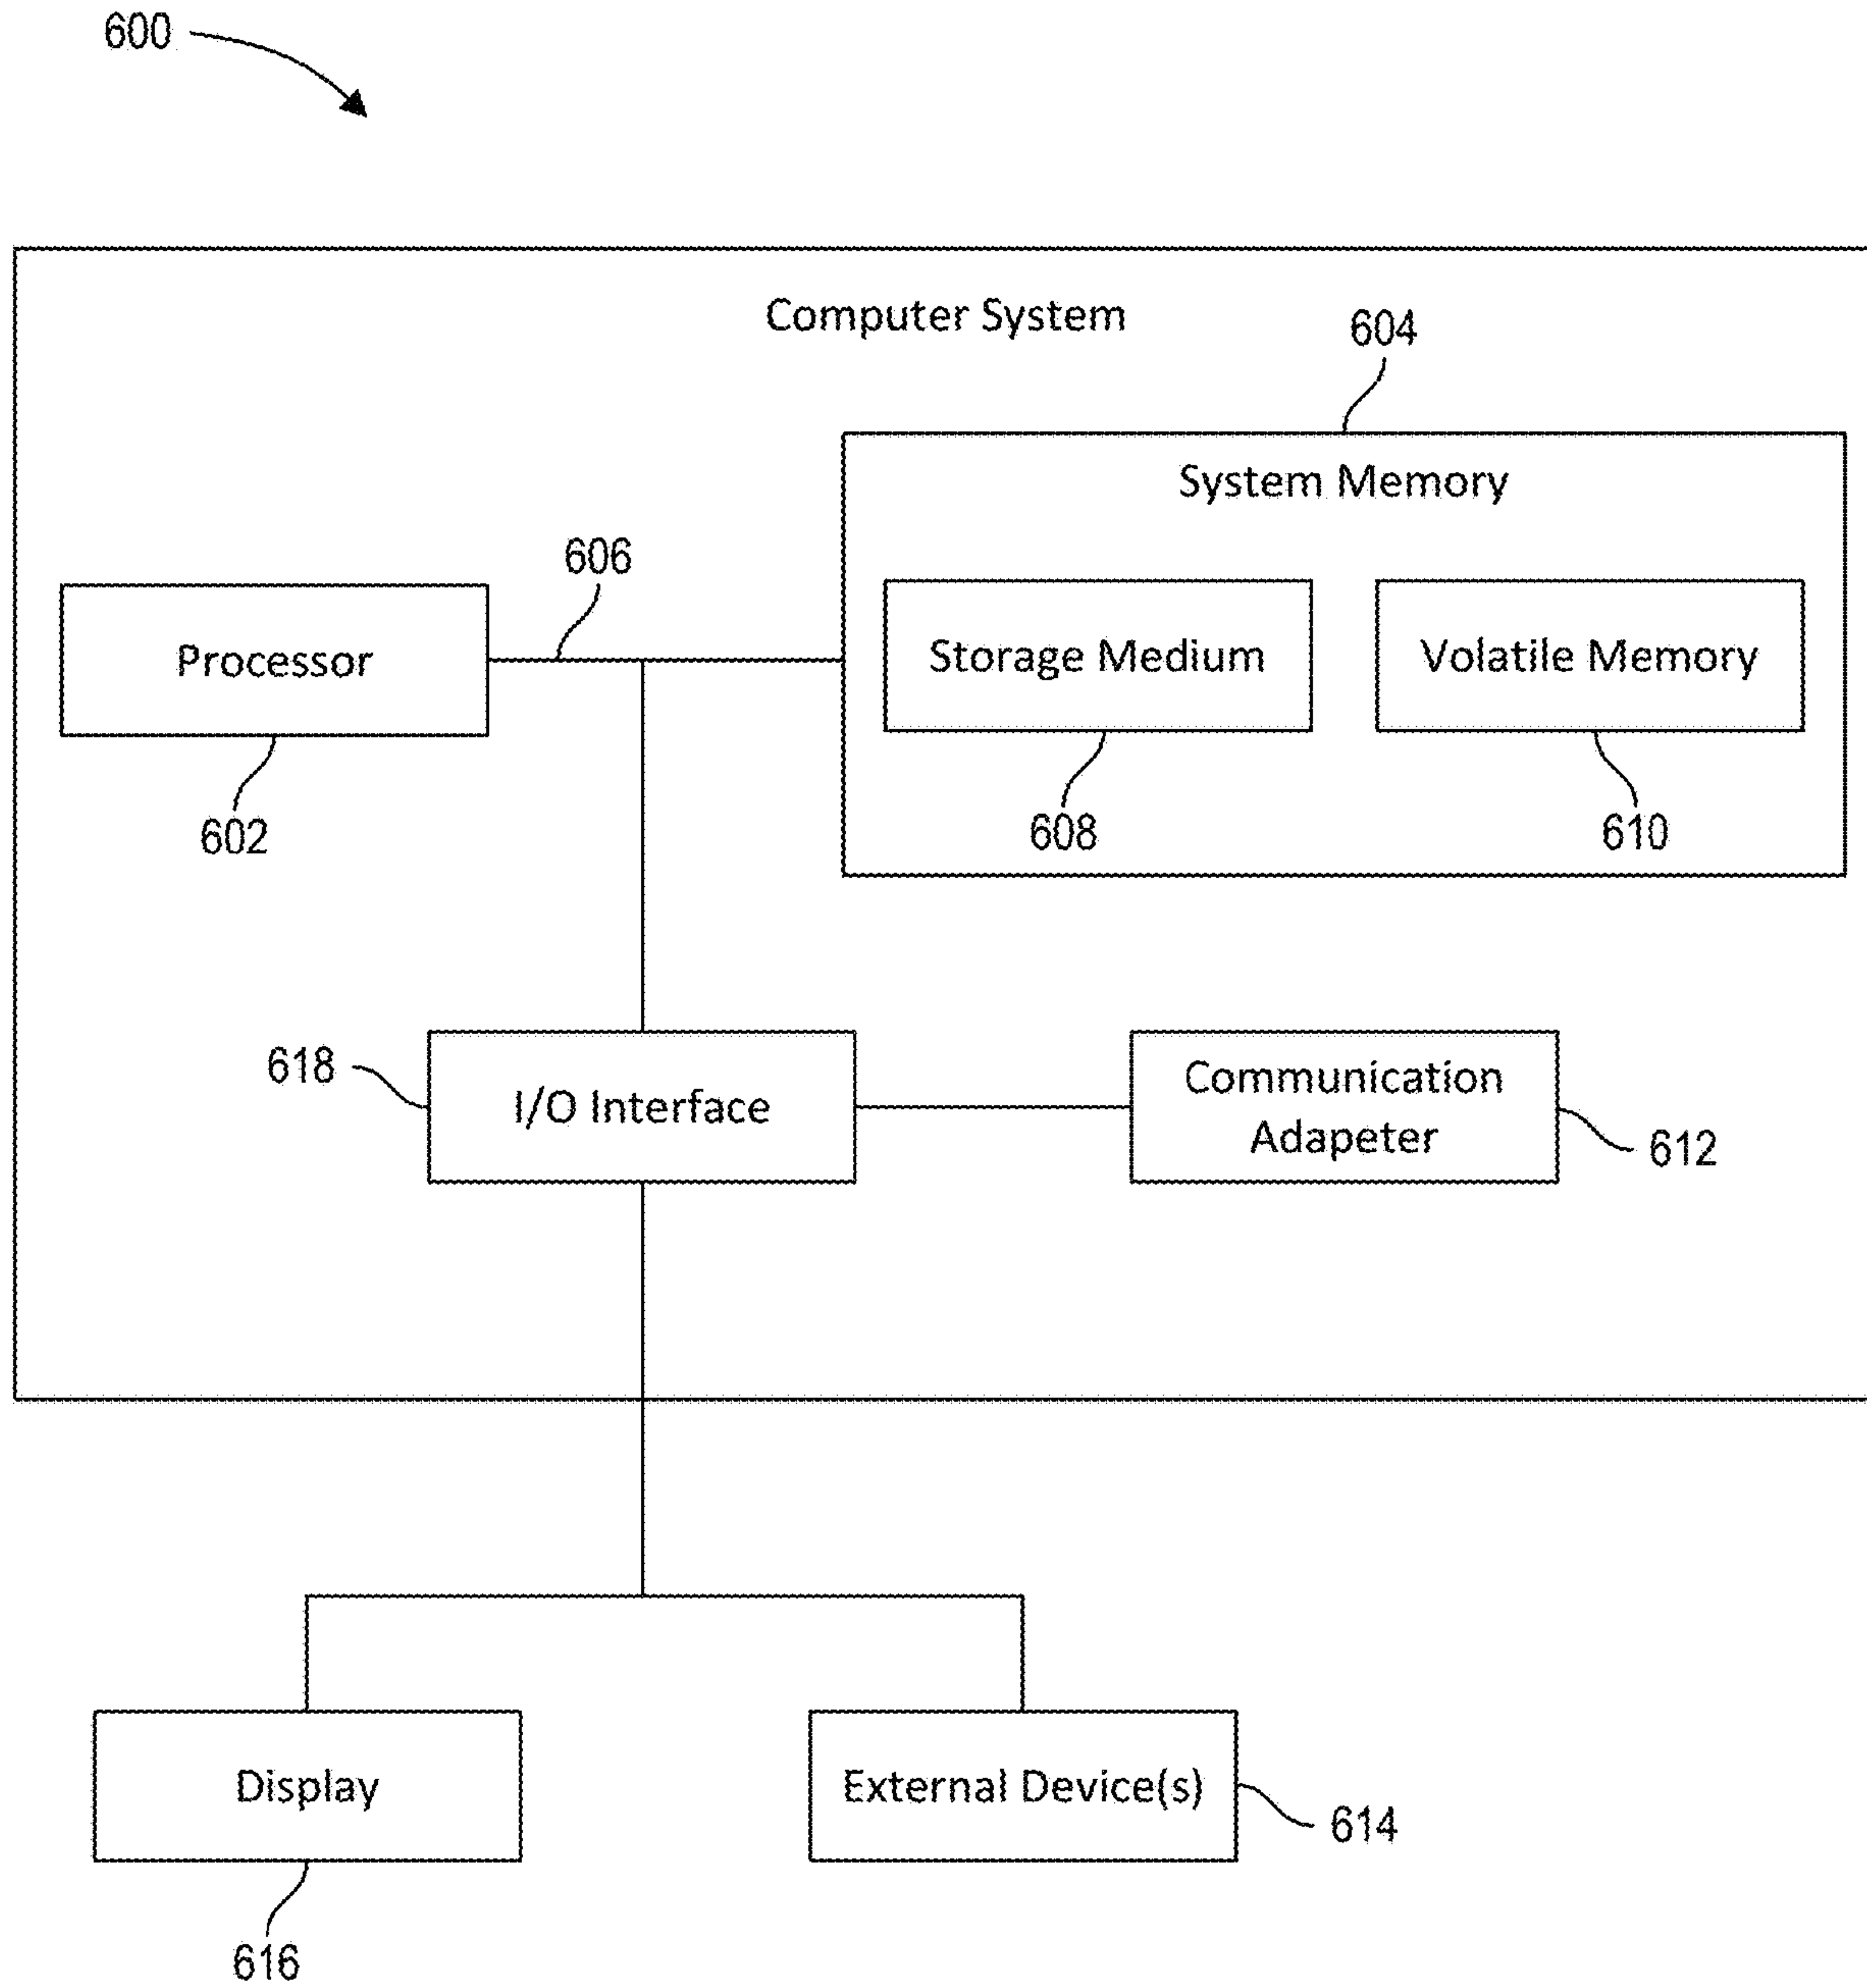 600
Computer System
604
System Memory
606
Processor
Storage Medium
Volatile Memory
602
608
610
618
I/O Interface
Communication
Adapeter
612
Display
External Device(s)
614
616